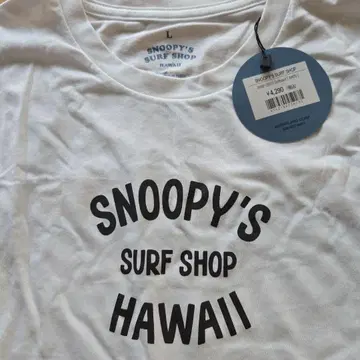 L
SNOOPY'S
SURF SHOP
HAWAII
SNOOPY'S SURF SHOP
¥4,290
SNOOPY'S
SURF SHOP
HAWAII